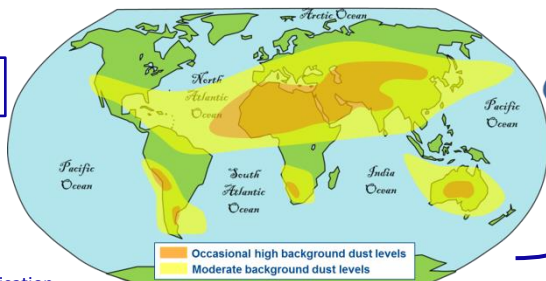 Arctic Ocean
North
Atlantic
Ocean
Pacific
Ocean
Pacific
Ocean
South
Atlantic
Ocean
India
Ocean
Occasional high background dust levels
Moderate background dust levels